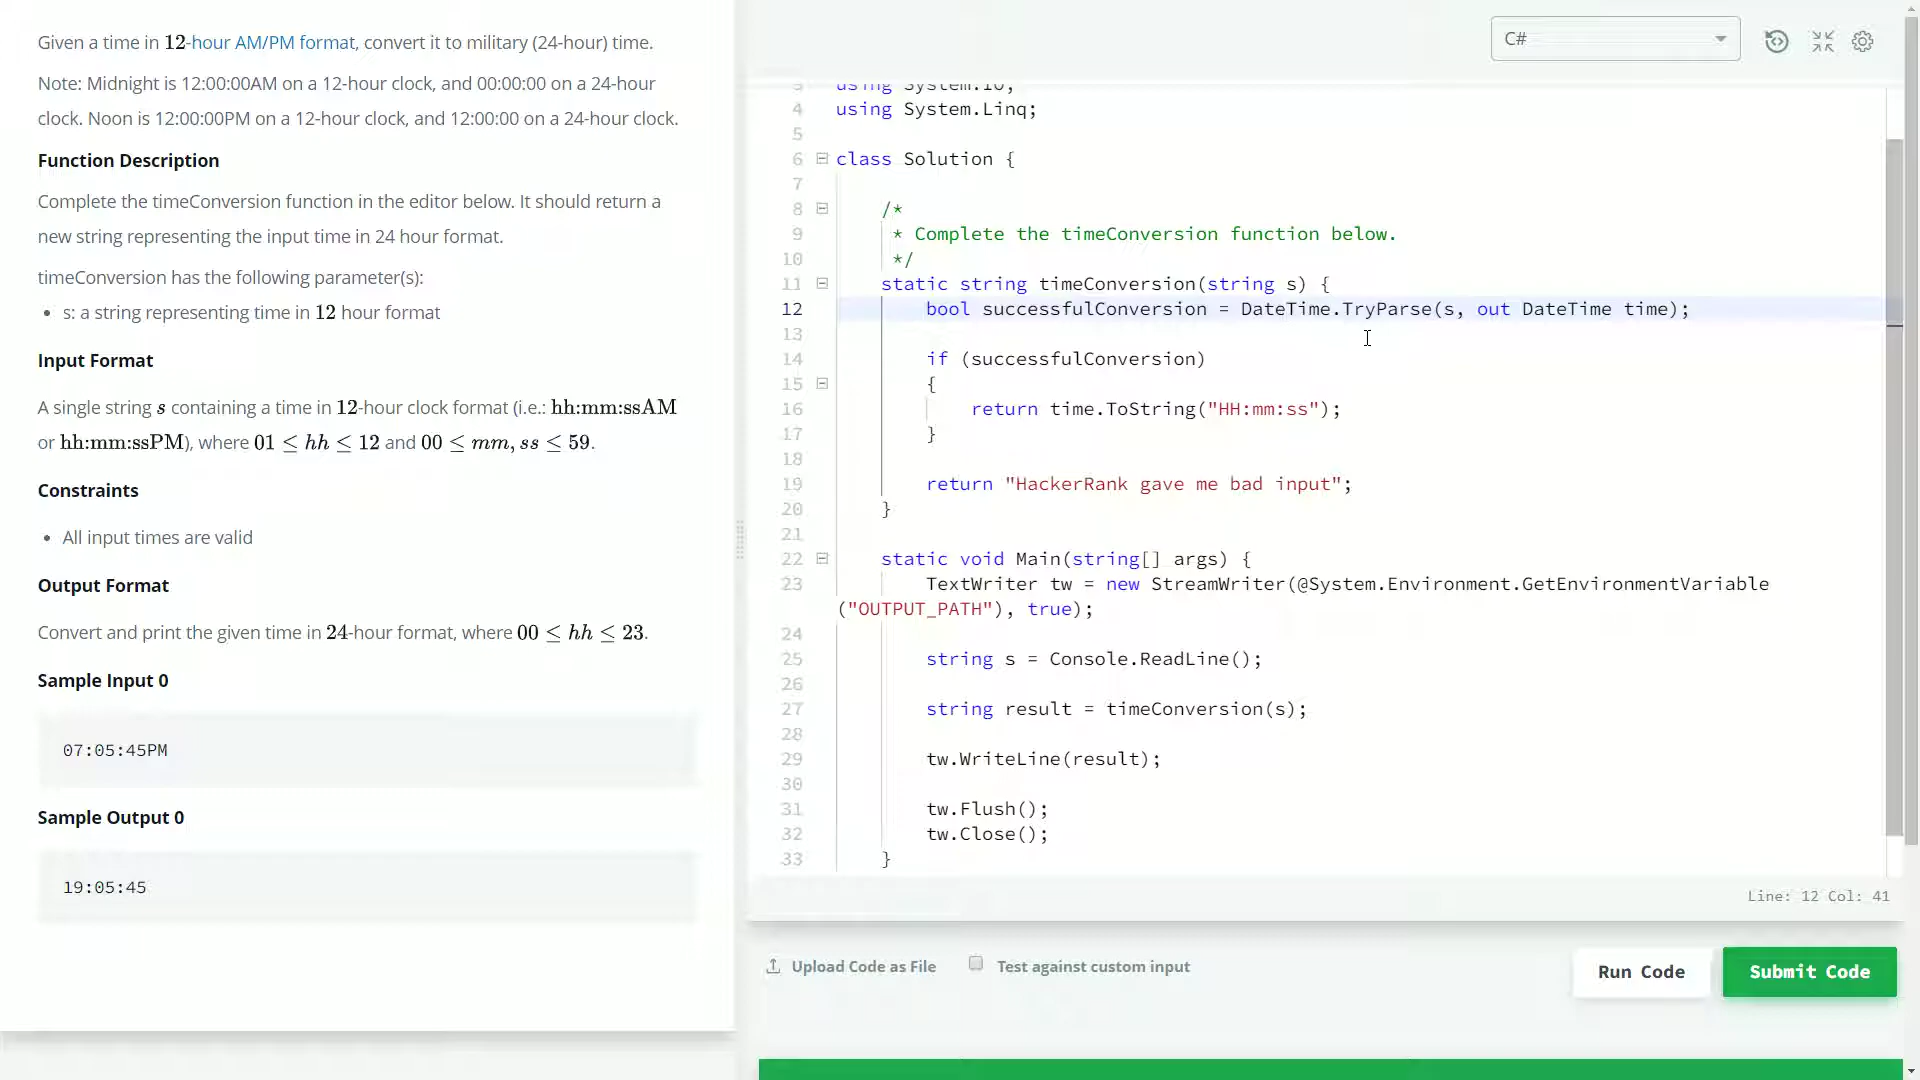 Given a time in 12-hour AM/PM format, convert it to military (24-hour) time.
Note: Midnight is 12:00:00AM on a 12-hour clock, and 00:00:00 on a 24-hour
clock. Noon is 12:00:00PM on a 12-hour clock, and 12:00:00 on a 24-hour clock.
Function Description
Complete the timeConversion function in the editor below. It should return a
new string representing the input time in 24 hour format.
timeConversion has the following parameter(s):
• s: a string representing time in 12 hour format
Input Format
A single string s containing a time in 12-hour clock format (i.e.: hh:mm:ssAM
or hh:mm:ssPM), where 01 ≤ hh ≤ 12 and 00 ≤ mm, ss ≤ 59.
Constraints
• All input times are valid
Output Format
Convert and print the given time in 24-hour format, where 00 ≤ hh ≤ 23.
Sample Input 0
07:05:45PM
Sample Output 0
19:05:45
C#
3 using System.IO;
4 using System.Linq;
5
6 class Solution {
7
8 /*
9 * Complete the timeConversion function below.
10 */
11 static string timeConversion(string s) {
12 bool successfulConversion = DateTime.TryParse(s, out DateTime time);
13
14 if (successfulConversion)
15 {
16 return time.ToString("HH:mm:ss");
17 }
18
19 return "HackerRank gave me bad input";
20 }
21
22 static void Main(string[] args) {
23 TextWriter tw = new StreamWriter(@System.Environment.GetEnvironmentVariable
("OUTPUT_PATH"), true);
24
25 string s = Console.ReadLine();
26
27 string result = timeConversion(s);
28
29 tw.WriteLine(result);
30
31 tw.Flush();
32 tw.Close();
33 }
Line: 12 Col: 41
Upload Code as File
Test against custom input
Run Code
Submit Code